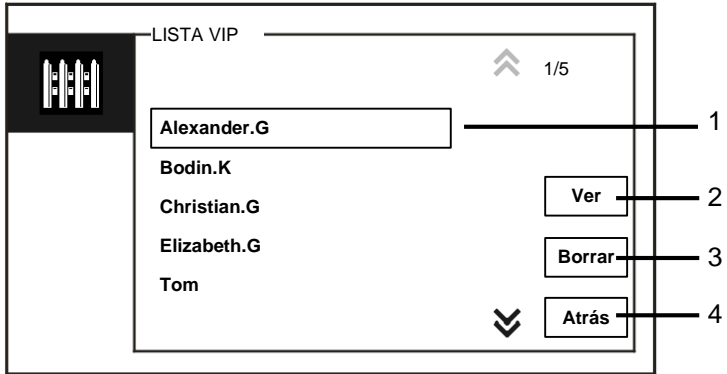 LISTA VIP
1/5
Alexander.G
1
Bodin.K
Ver
2
Christian.G
Elizabeth.G
Borrar
3
Tom
Atrás
4